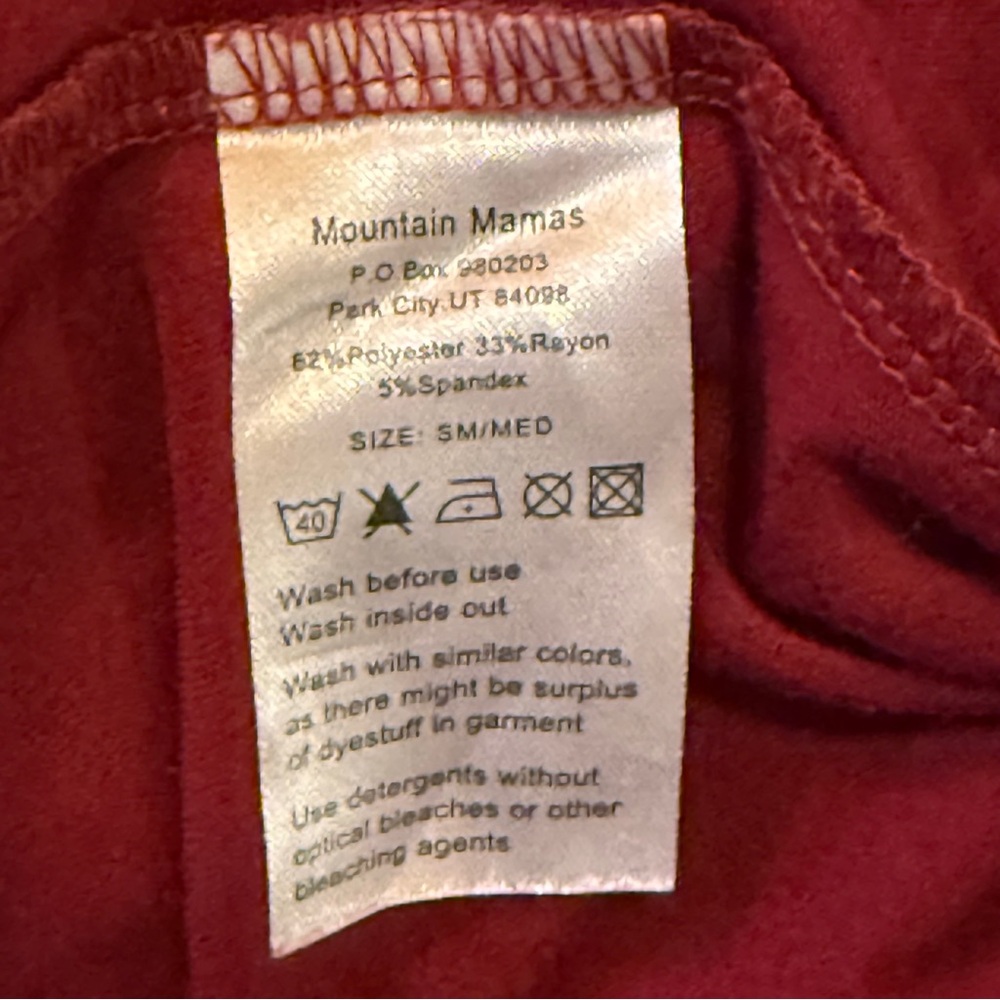 Mountain Mamas
P.O Box 980203
Park City.UT 84098
62%Polyester 33%Rayon
5%Spandex
SIZE: SM/MED
40
Wash before use
Wash inside out
Wash with similar colors,
as there might be surplus
of dyestuff in garment
Use detergents without
optical bleaches or other
bleaching agents